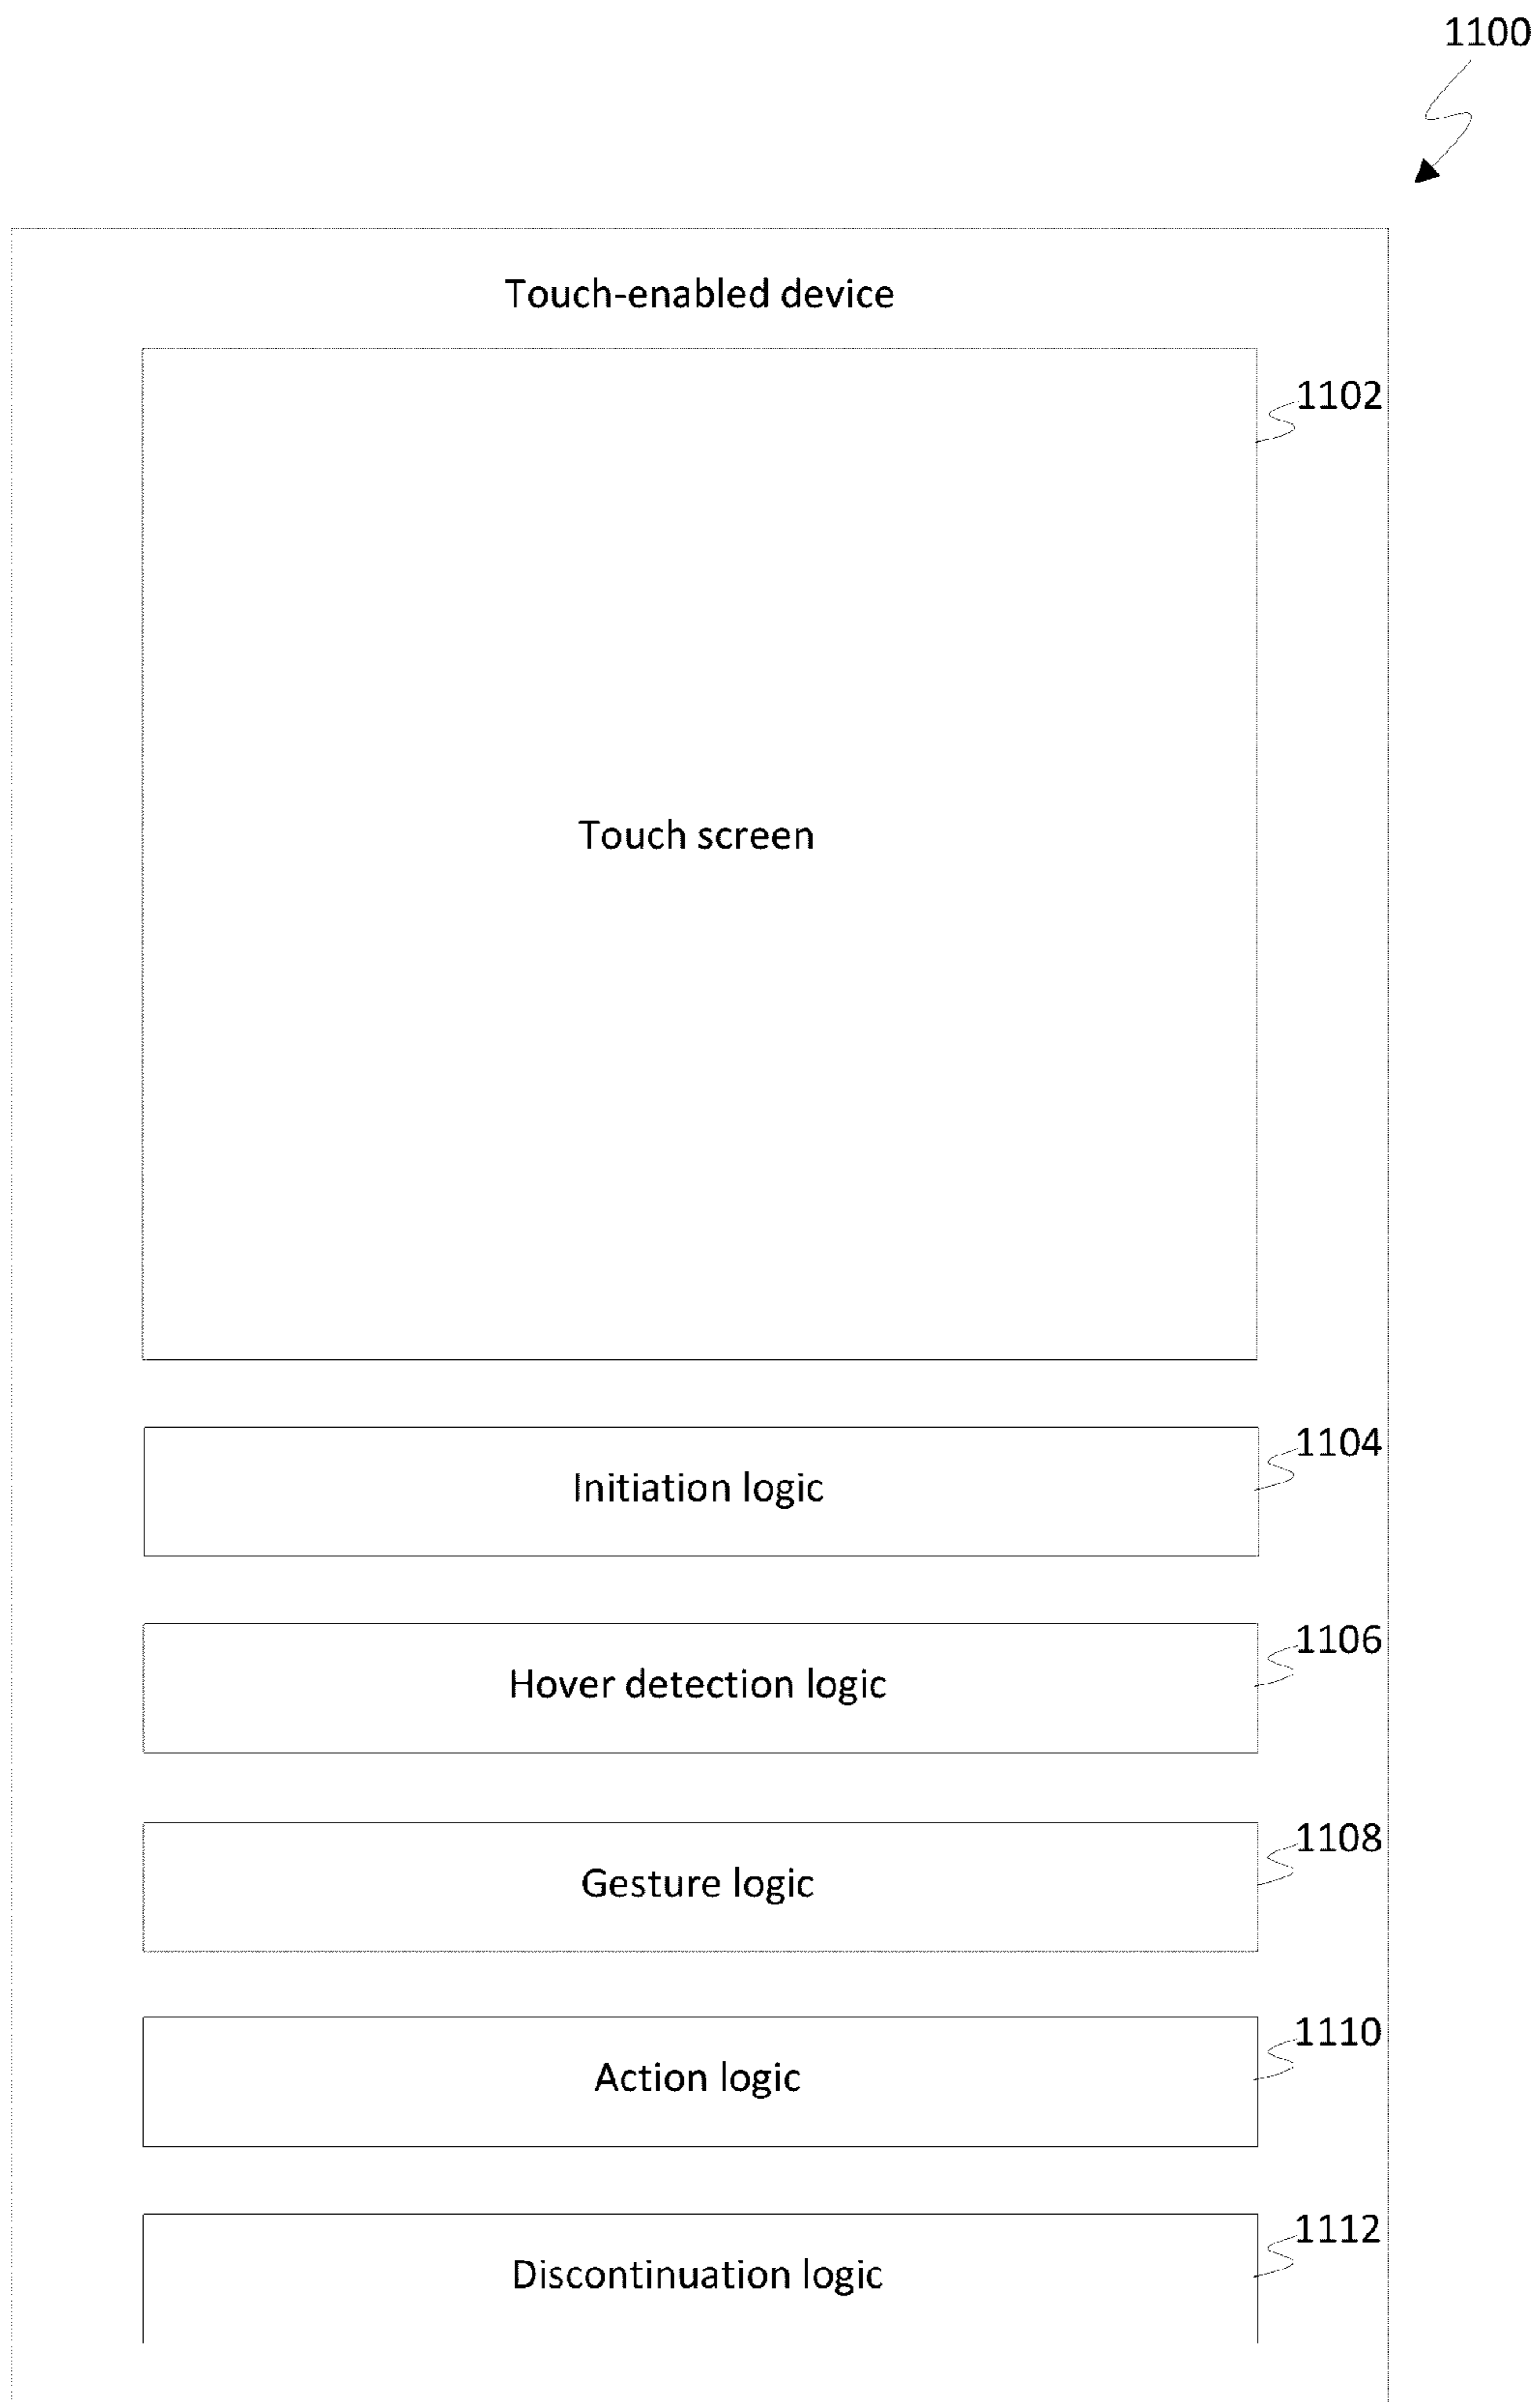 1100
Touch-enabled device
1102
Touch screen
1104
Initiation logic
1106
Hover detection logic
1108
Gesture logic
1110
Action logic
1112
Discontinuation logic